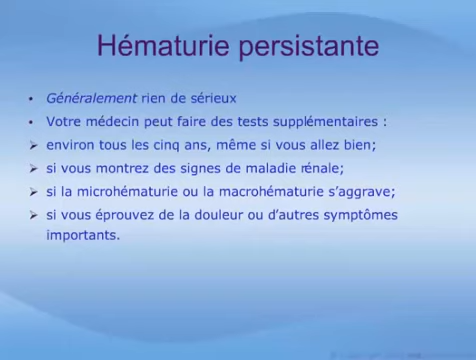 Hématurie persistante
• Généralement rien de sérieux
• Votre médecin peut faire des tests supplémentaires :
➢ environ tous les cinq ans, même si vous allez bien;
➢ si vous montrez des signes de maladie rénale;
➢ si la microhématurie ou la macrohématurie s'aggrave;
➢ si vous éprouvez de la douleur ou d'autres symptômes
importants.